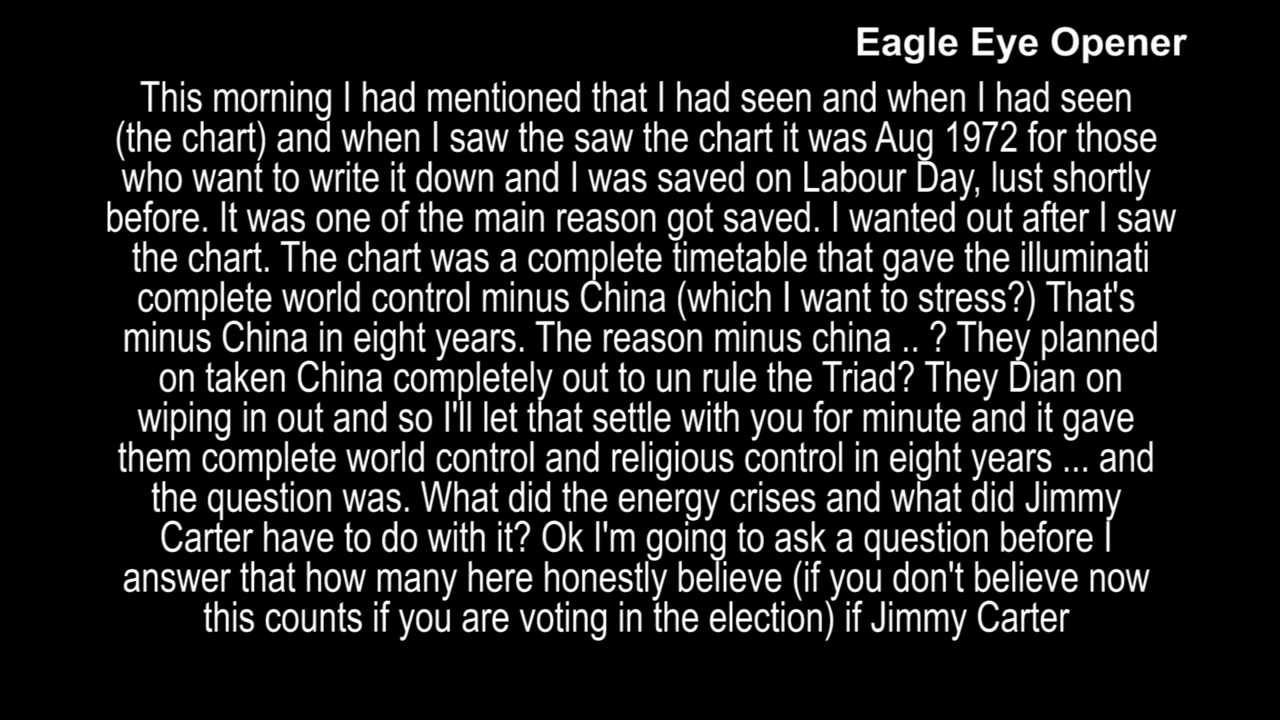 Eagle Eye Opener
This morning I had mentioned that I had seen and when I had seen
(the chart) and when I saw the saw the chart it was Aug 1972 for those
who want to write it down and I was saved on Labour Day, lust shortly
before. It was one of the main reason got saved. I wanted out after I saw
the chart. The chart was a complete timetable that gave the illuminati
complete world control minus China (which I want to stress?) That's
minus China in eight years. The reason minus china .. ? They planned
on taken China completely out to un rule the Triad? They Dian on
wiping in out and so I'll let that settle with you for minute and it gave
them complete world control and religious control in eight years ... and
the question was. What did the energy crises and what did Jimmy
Carter have to do with it? Ok I'm going to ask a question before I
answer that how many here honestly believe (if you don't believe now
this counts if you are voting in the election) if Jimmy Carter